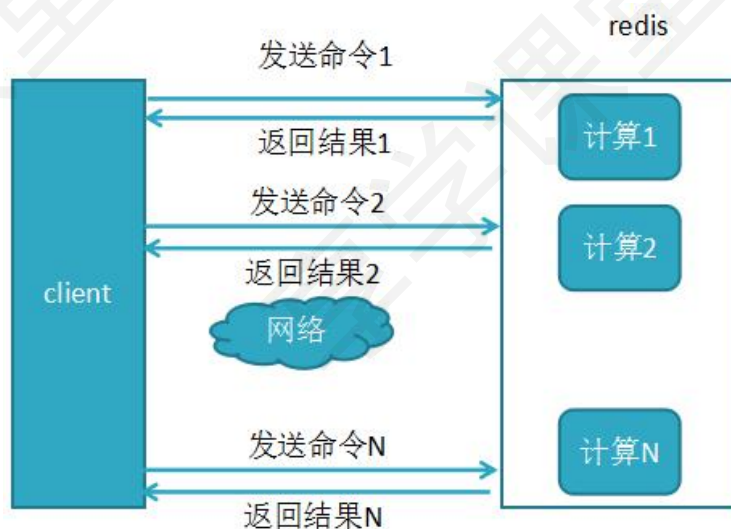 redis
发送命令1
返回结果1
计算1
发送命令2
返回结果2
计算2
client
网络
发送命令N
返回结果N
计算N